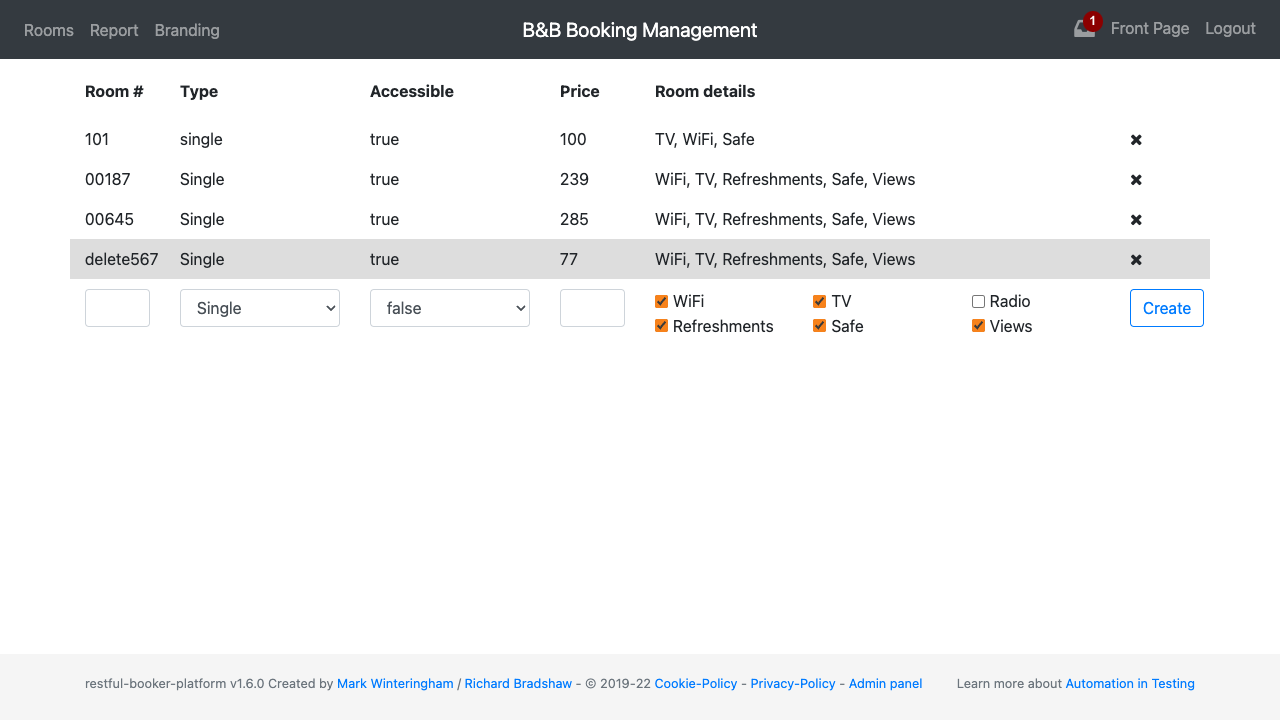 Rooms Report Branding B&B Booking Management 1 Front Page Logout
Room # Type Accessible Price Room details
101 single true 100 TV, WiFi, Safe
00187 Single true 239 WiFi, TV, Refreshments, Safe, Views
00645 Single true 285 WiFi, TV, Refreshments, Safe, Views
delete567 Single true 77 WiFi, TV, Refreshments, Safe, Views
Single false WiFi TV Radio Create
Refreshments Safe Views
restful-booker-platform v1.6.0 Created by Mark Winteringham / Richard Bradshaw - © 2019-22 Cookie-Policy - Privacy-Policy - Admin panel Learn more about Automation in Testing